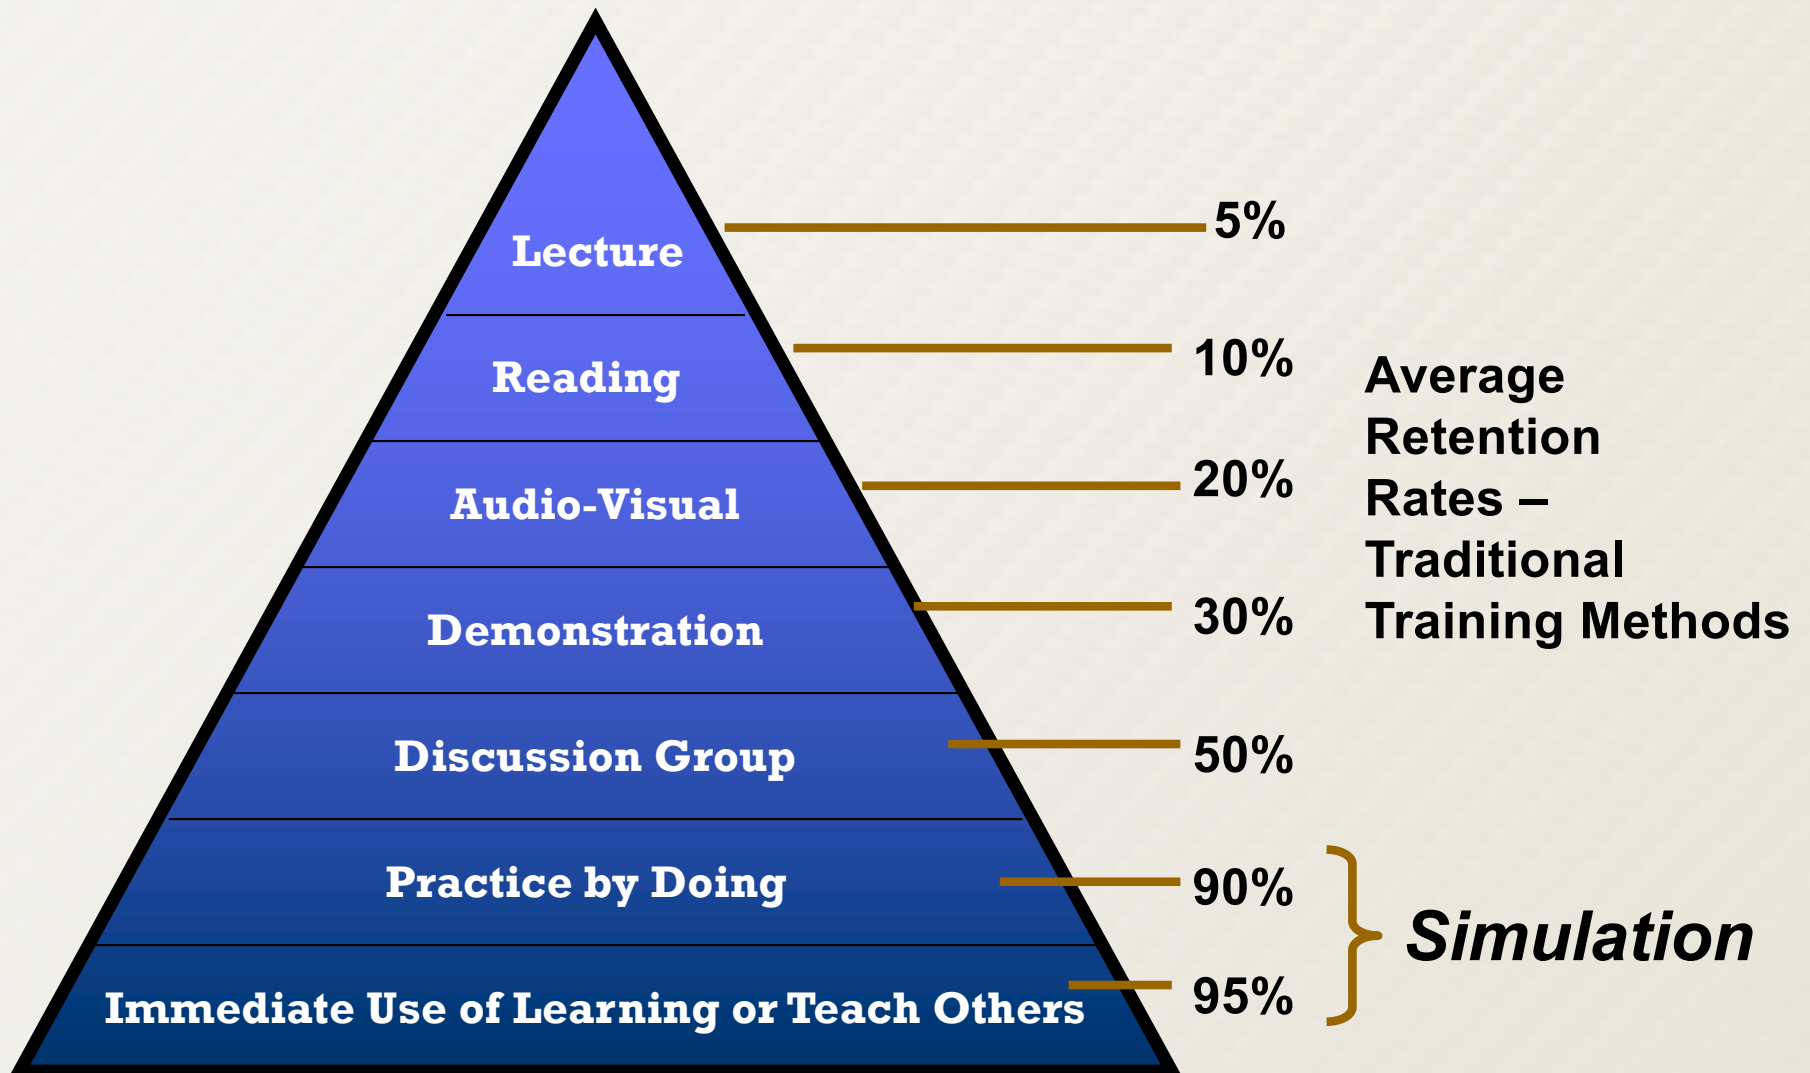 Lecture
5%
Reading
10%
Audio-Visual
20%
Demonstration
30%
Discussion Group
50%
Practice by Doing
90%
Immediate Use of Learning or Teach Others
95%
Average
Retention
Rates –
Traditional
Training Methods
Simulation